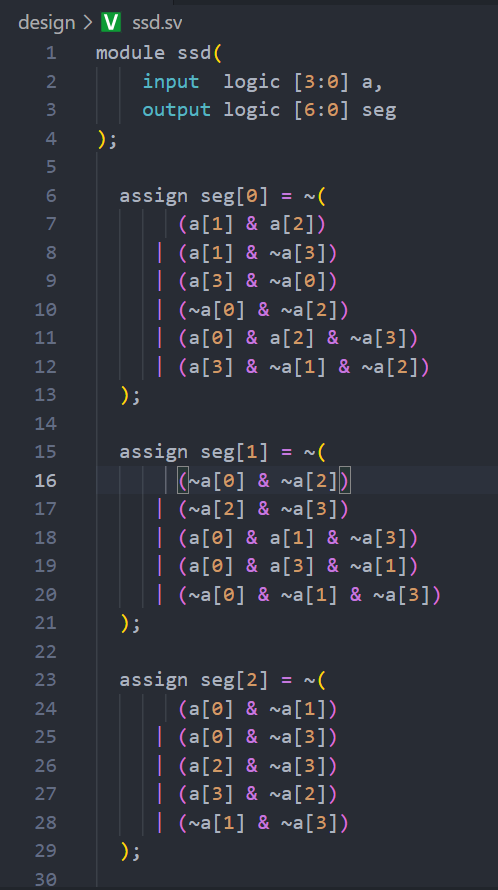 design > V ssd.sv
1 module ssd(
2     input  logic [3:0] a,
3     output logic [6:0] seg
4 );
5
6   assign seg[0] = ~(
7        (a[1] & a[2])
8      | (a[1] & ~a[3])
9      | (a[3] & ~a[0])
10      | (~a[0] & ~a[2])
11      | (a[0] & a[2] & ~a[3])
12      | (a[3] & ~a[1] & ~a[2])
13   );
14
15   assign seg[1] = ~(
16        (~a[0] & ~a[2])
17      | (~a[2] & ~a[3])
18      | (a[0] & a[1] & ~a[3])
19      | (a[0] & a[3] & ~a[1])
20      | (~a[0] & ~a[1] & ~a[3])
21   );
22
23   assign seg[2] = ~(
24        (a[0] & ~a[1])
25      | (a[0] & ~a[3])
26      | (a[2] & ~a[3])
27      | (a[3] & ~a[2])
28      | (~a[1] & ~a[3])
29   );
30